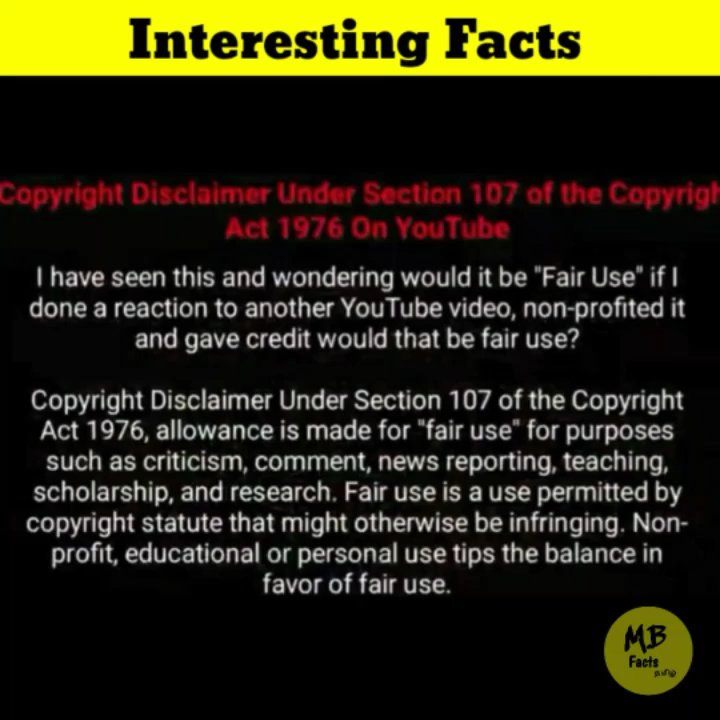 Interesting Facts
Copyright Disclaimer Under Section 107 of the Copyrigh
Act 1976 On YouTube
I have seen this and wondering would it be "Fair Use" if I
done a reaction to another YouTube video, non-profited it
and gave credit would that be fair use?
Copyright Disclaimer Under Section 107 of the Copyright
Act 1976, allowance is made for "fair use" for purposes
such as criticism, comment, news reporting, teaching,
scholarship, and research. Fair use is a use permitted by
copyright statute that might otherwise be infringing. Non-
profit, educational or personal use tips the balance in
favor of fair use.
MB
Facts